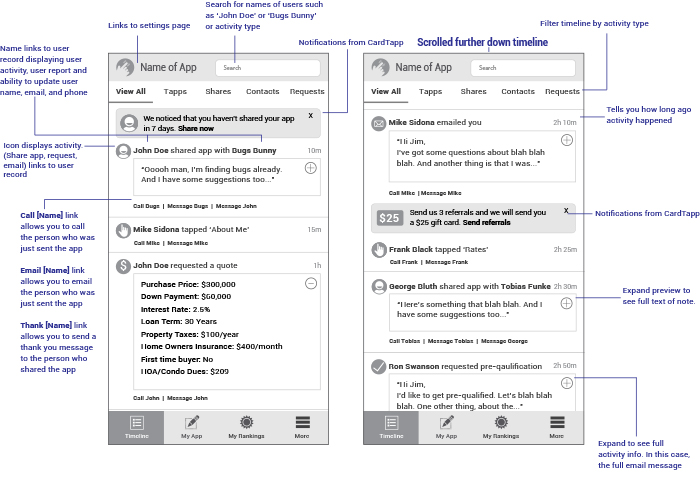 Links to settings page
Search for names of users such
as 'John Doe' or 'Bugs Bunny'
or activity type
Notifications from CardTapp
Scrolled further down timeline
Filter timeline by activity type
Name links to user
record displaying user
activity, user report and
ability to update user
name, email, and phone
Icon displays activity.
(Share app, request,
email) links to user
record
Call [Name] link
allows you to call
the person who was
just sent the app
Email [Name] link
allows you to email
the person who was
just sent the app
Thank [Name] link
allows you to send a
thank you message
to the person who
shared the app
Name of App
Search
View All Tapps Shares Contacts Requests
We noticed that you haven't shared your app
in 7 days. Share now
X
John Doe shared app with Bugs Bunny 10m
"Ooooh man, I'm finding bugs already.
And I have some suggestions too..."
Call Bugs | Message Bugs | Message John
Mike Sidona tapped 'About Me' 15m
Call Mike | Message Mike
John Doe requested a quote 1h
Purchase Price: $300,000
Down Payment: $60,000
Interest Rate: 2.5%
Loan Term: 30 Years
Property Taxes: $100/year
Home Owners Insurance: $400/month
First time buyer: No
HOA/Condo Dues: $209
Call John | Message John
Timeline My App My Rankings More
Name of App
Search
View All Tapps Shares Contacts Requests
Mike Sidona emailed you 2h 10m
"Hi Jim,
I've got some questions about blah blah
blah. And another thing is that I was..."
Call Mike | Message Mike
$25
Send us 3 referrals and we will send you
a $25 gift card. Send referrals
X
Frank Black tapped 'Rates' 2h 25m
Call Frank | Message Frank
George Bluth shared app with Tobias Funke 2h 30m
"Here's something that blah blah. And I
have some suggestions too..."
Call Tobias | Message Tobias | Message George
Ron Swanson requested pre-qaulification 2h 50m
"Hi Jim,
I'd like to get pre-qualified. Let's blah blah
blah. One other thing, about the..."
Timeline My App My Rankings More
Tells you how long ago
activity happened
Notifications from CardTapp
Expand preview to
see full text of note.
Expand to see full
activity info. In this case,
the full email message